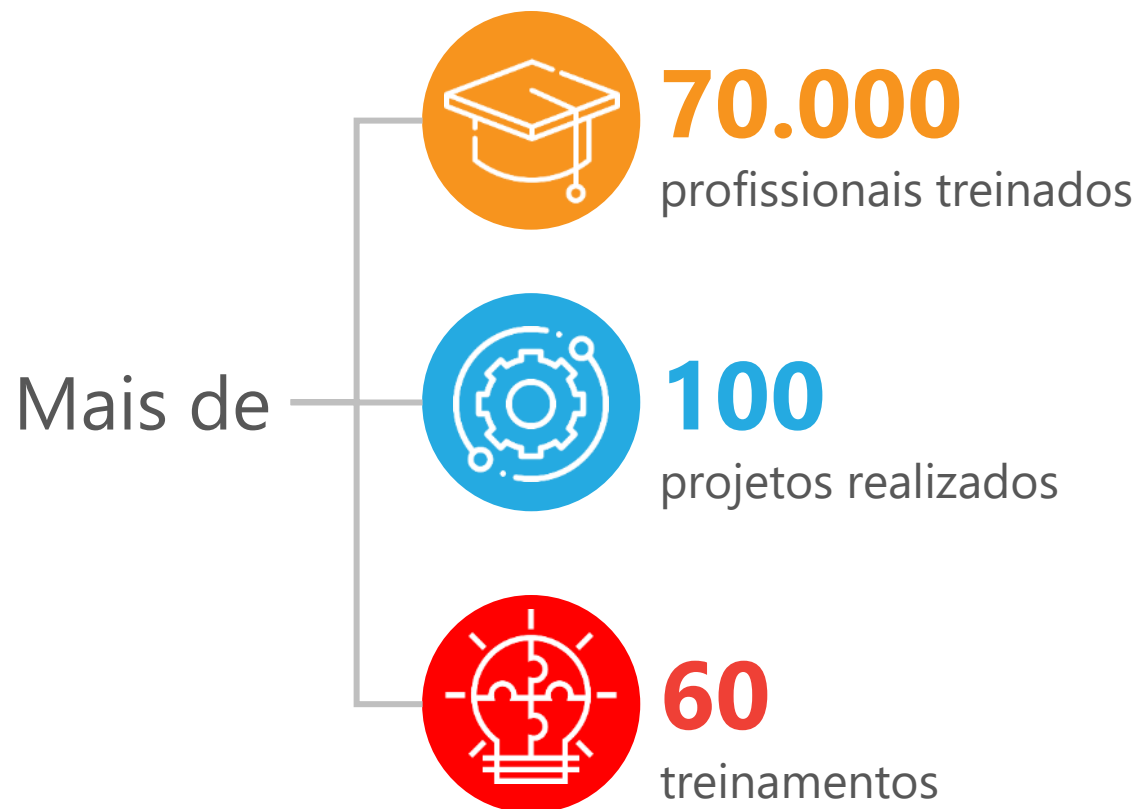 Mais de
70.000
profissionais treinados
100
projetos realizados
60
treinamentos